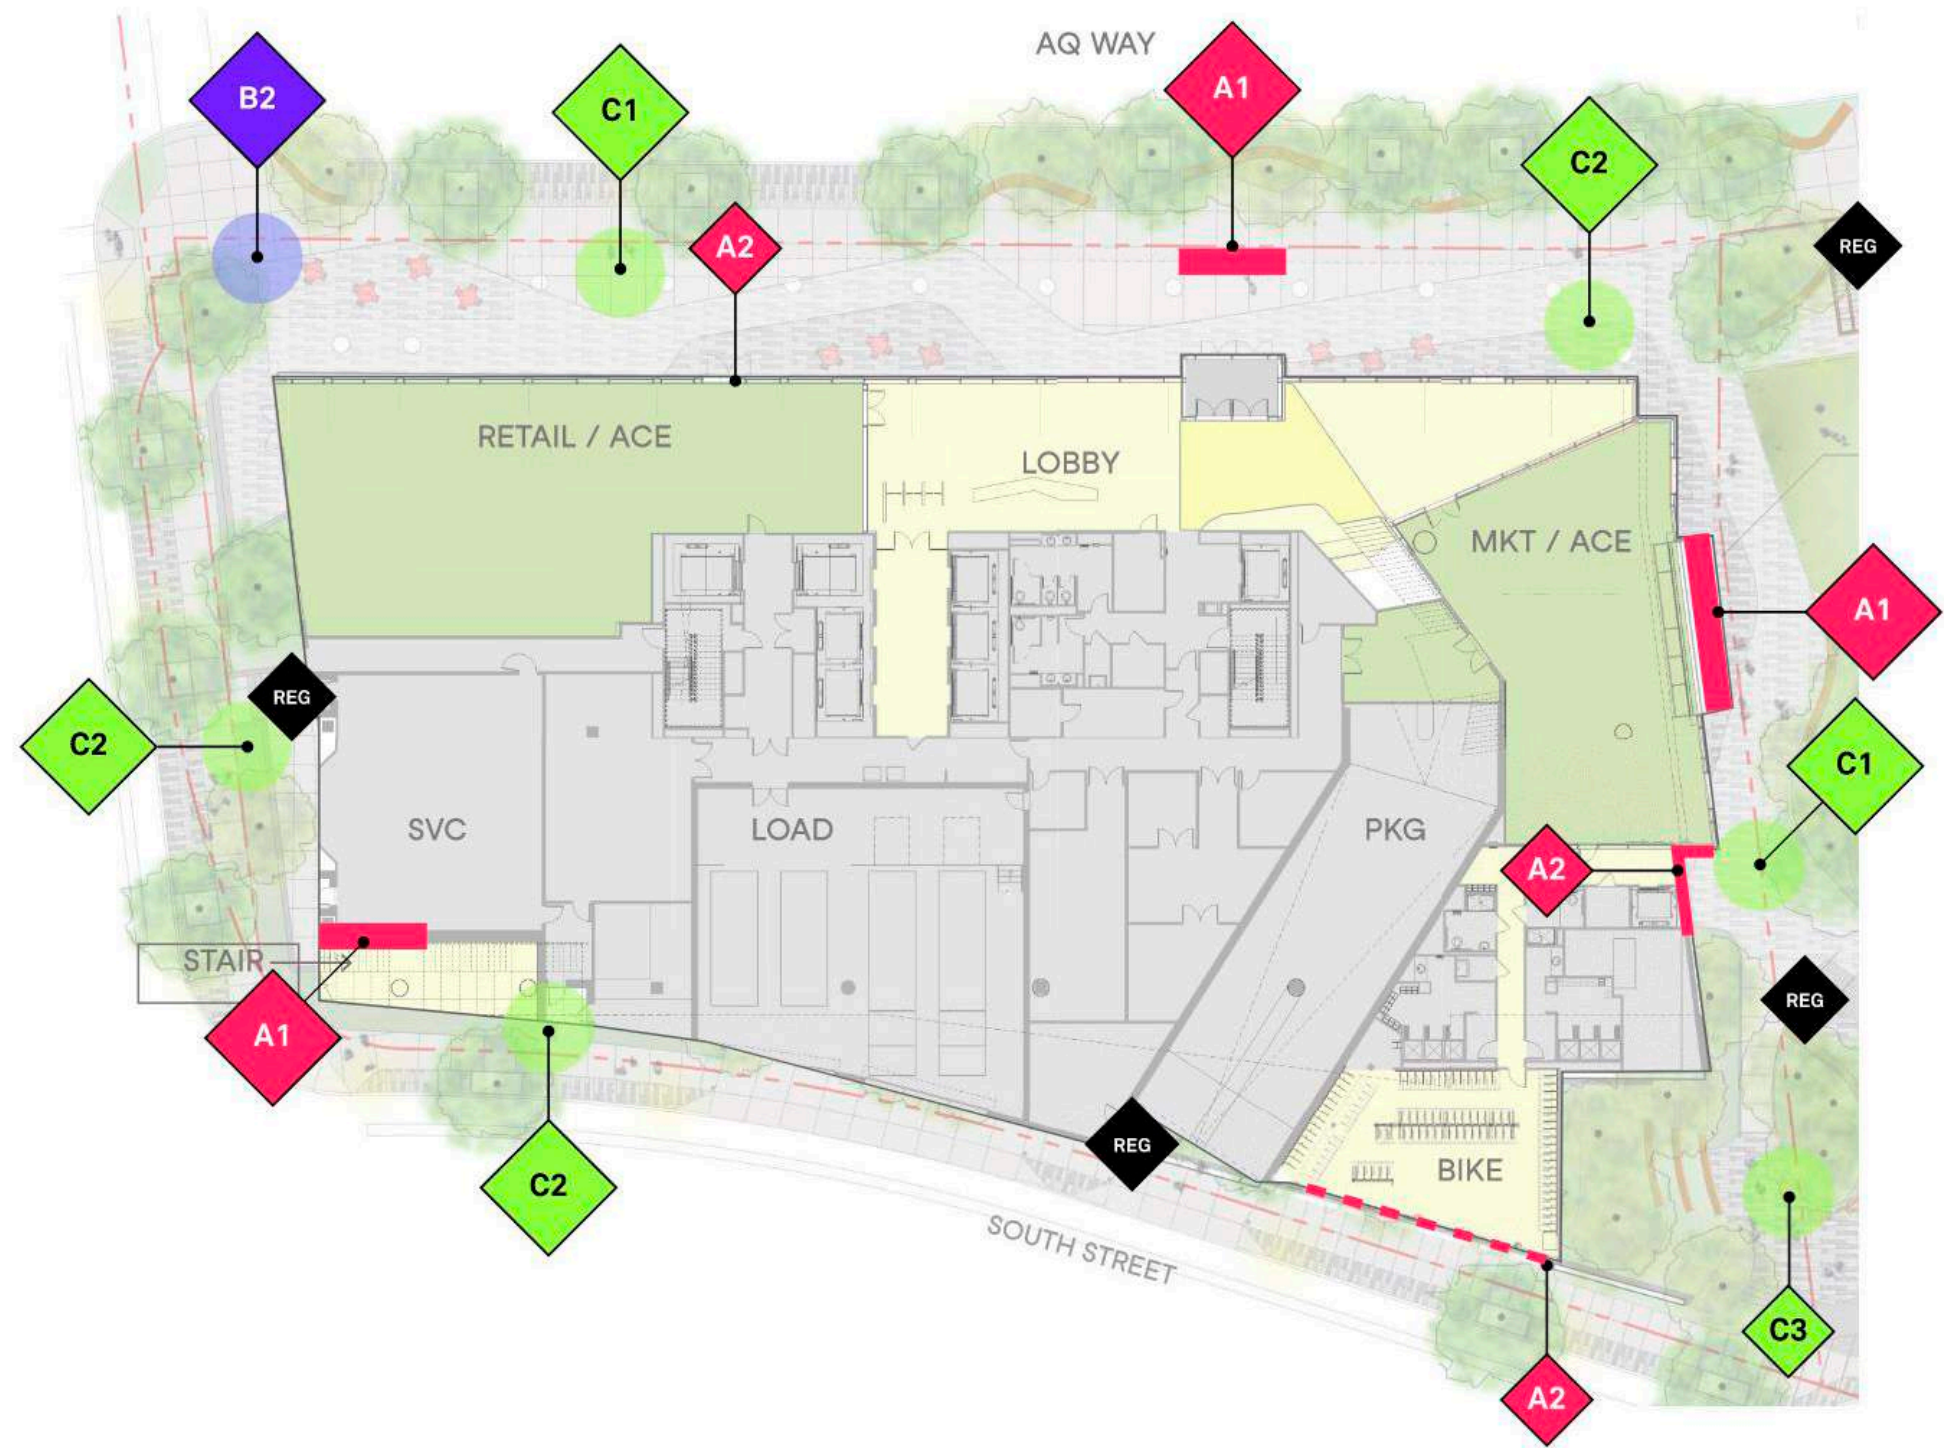 AQ WAY
B2
C1
A1
C2
A2
REG
RETAIL / ACE
LOBBY
MKT / ACE
A1
REG
C2
C1
SVC
LOAD
PKG
A2
STAIR
REG
A1
REG
C2
BIKE
SOUTH STREET
C3
A2